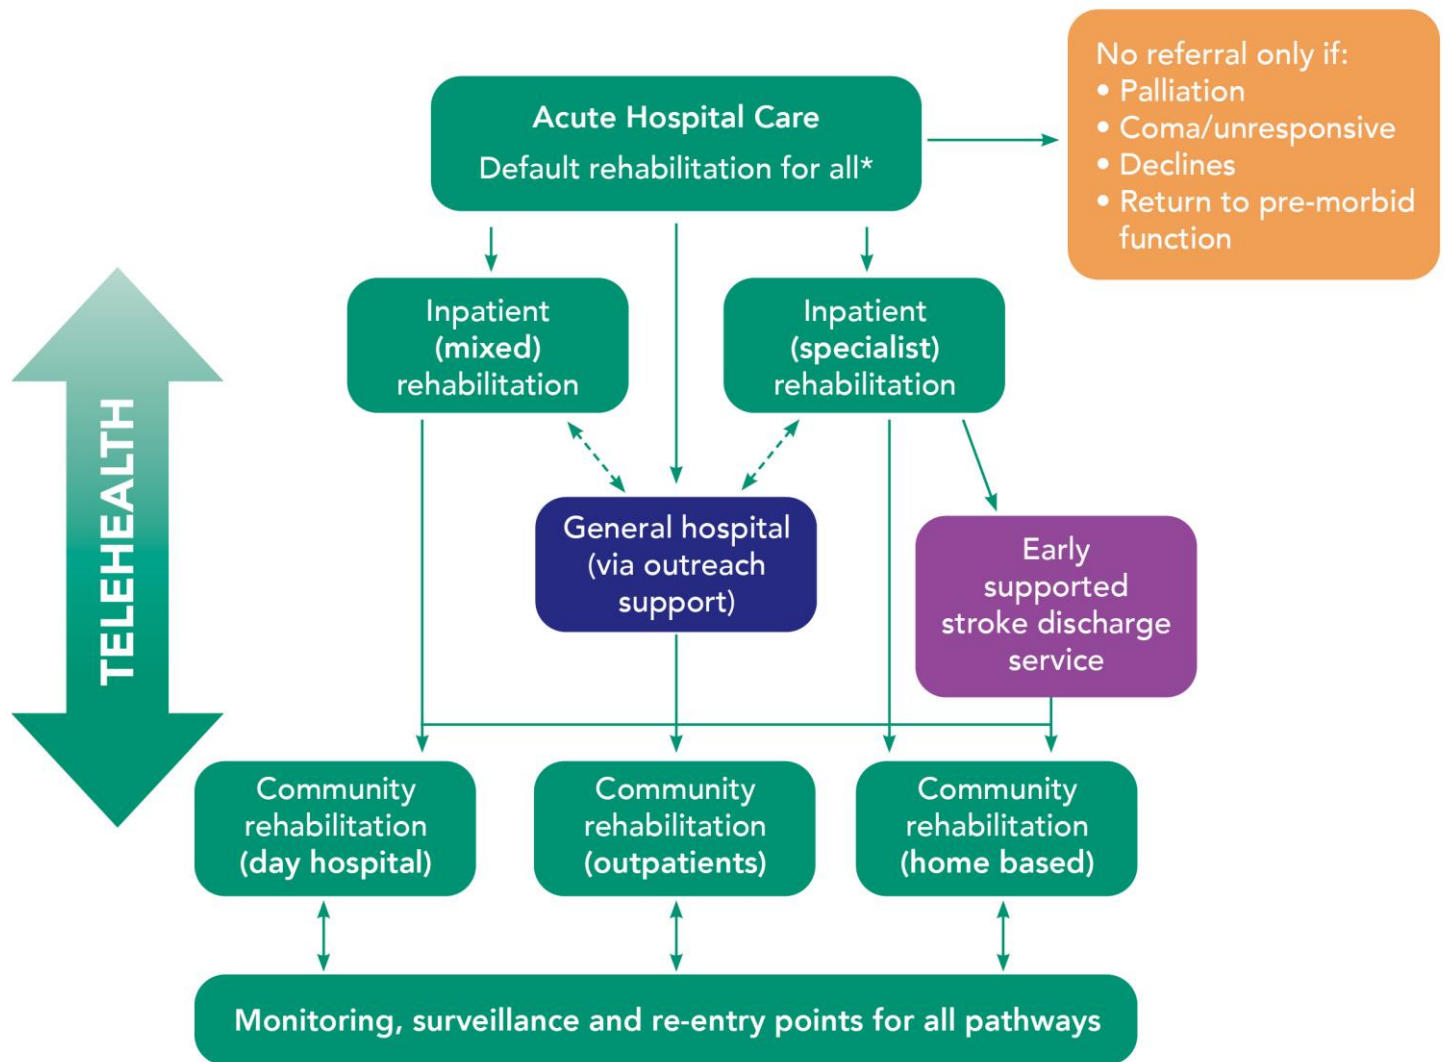 No referral only if:
• Palliation
• Coma/unresponsive
• Declines
• Return to pre-morbid
function
Acute Hospital Care
Default rehabilitation for all*
TELEHEALTH
Inpatient
(mixed)
rehabilitation
Inpatient
(specialist)
rehabilitation
General hospital
(via outreach
support)
Early
supported
stroke discharge
service
Community
rehabilitation
(day hospital)
Community
rehabilitation
(outpatients)
Community
rehabilitation
(home based)
Monitoring, surveillance and re-entry points for all pathways